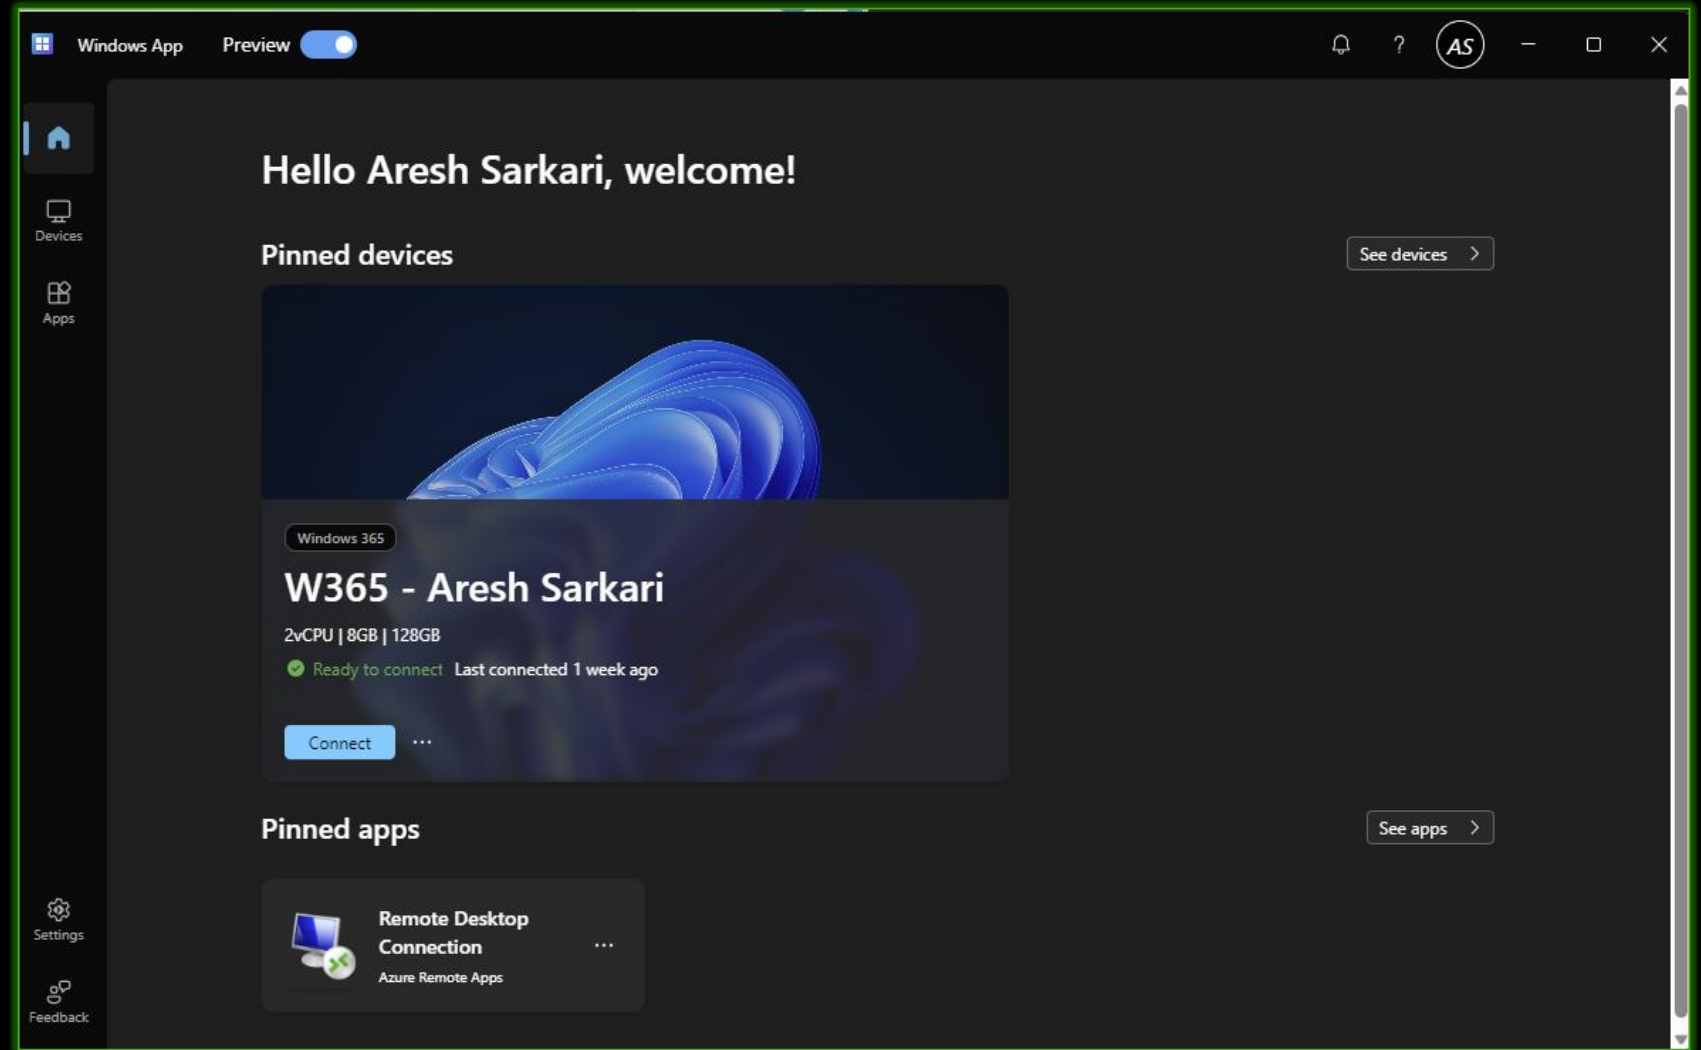 Windows App
Preview
?
AS
Devices
Apps
Hello Aresh Sarkari, welcome!
Pinned devices
See devices
Windows 365
W365 - Aresh Sarkari
2vCPU | 8GB | 128GB
Ready to connect Last connected 1 week ago
Connect
Pinned apps
See apps
Remote Desktop
Connection
Azure Remote Apps
Settings
Feedback